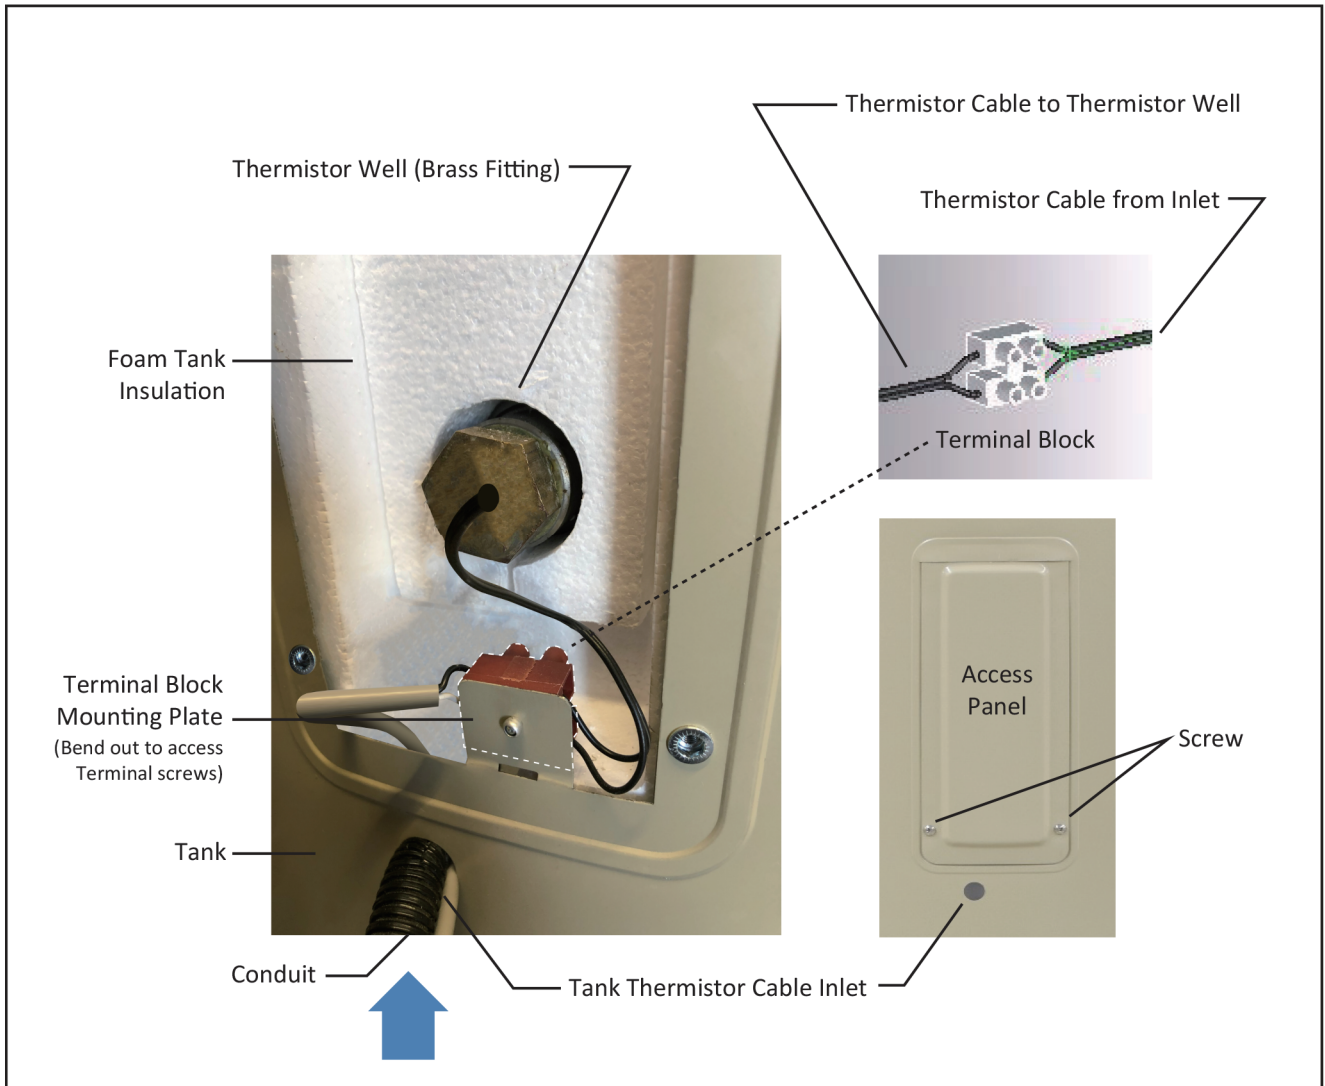 Thermistor Cable to Thermistor Well
Thermistor Well (Brass Fitting)
Thermistor Cable from Inlet
Foam Tank
Insulation
Terminal Block
Access
Panel
Terminal Block
Mounting Plate
(Bend out to access
Terminal screws)
Screw
Tank
Conduit
Tank Thermistor Cable Inlet